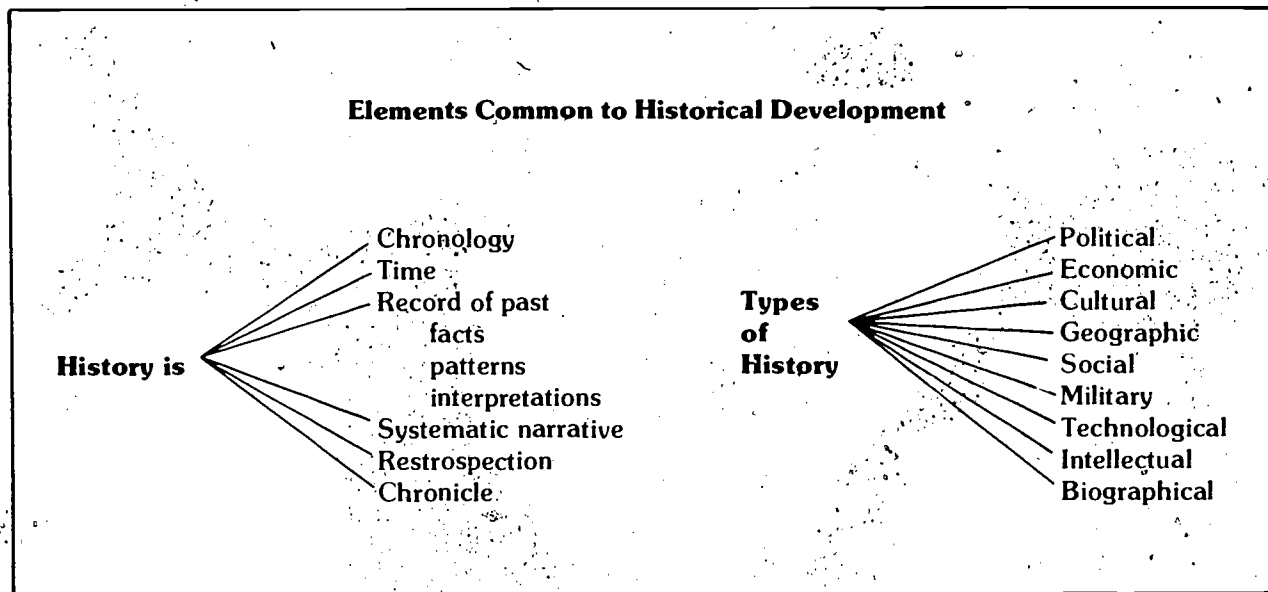 Elements Common to Historical Development
History is
Chronology
Time
Record of past
facts
patterns
interpretations
Systematic narrative
Restrospection
Chronicle
Types
of
History
Political
Economic
Cultural
Geographic
Social
Military
Technological
Intellectual
Biographical